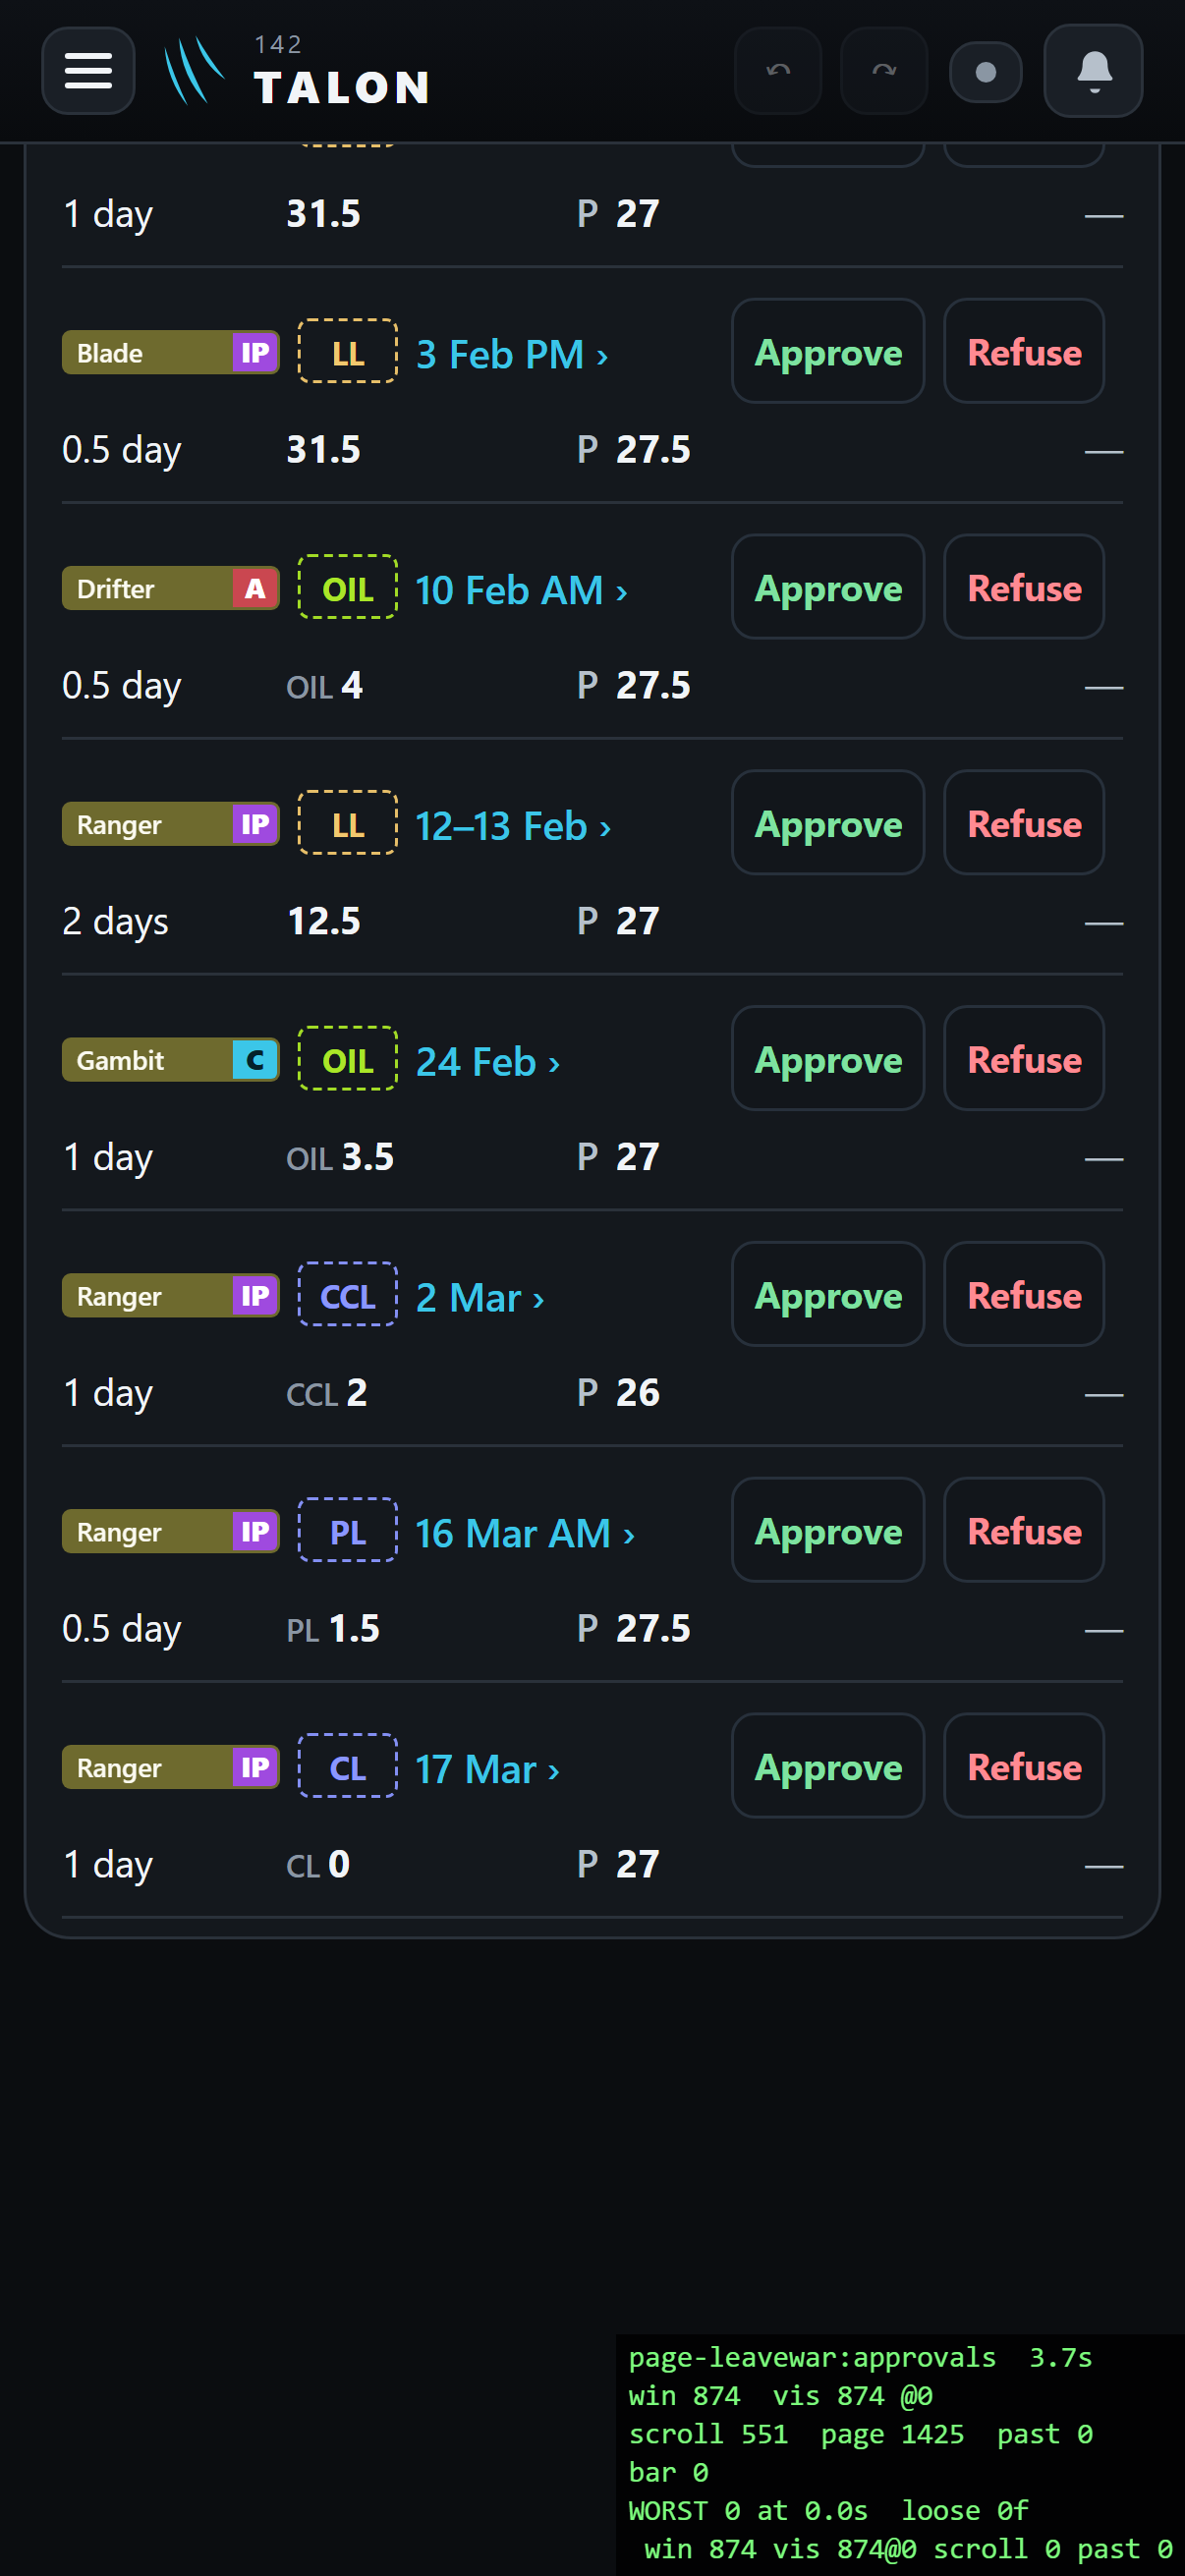 142
TALON
1 day 31.5 P 27 —
Blade IP LL 3 Feb PM › Approve Refuse
0.5 day 31.5 P 27.5 —
Drifter A OIL 10 Feb AM › Approve Refuse
0.5 day OIL 4 P 27.5 —
Ranger IP LL 12–13 Feb › Approve Refuse
2 days 12.5 P 27 —
Gambit C OIL 24 Feb › Approve Refuse
1 day OIL 3.5 P 27 —
Ranger IP CCL 2 Mar › Approve Refuse
1 day CCL 2 P 26 —
Ranger IP PL 16 Mar AM › Approve Refuse
0.5 day PL 1.5 P 27.5 —
Ranger IP CL 17 Mar › Approve Refuse
1 day CL 0 P 27 —
page-leavewar:approvals 3.7s
win 874 vis 874 @0
scroll 551 page 1425 past 0
bar 0
WORST 0 at 0.0s loose 0f
win 874 vis 874@0 scroll 0 past 0